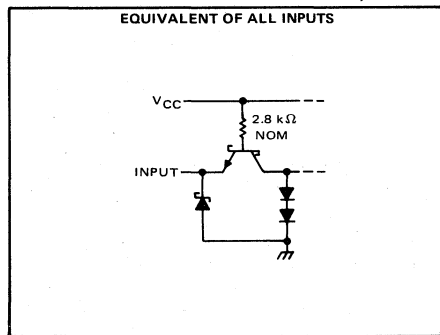 EQUIVALENT OF ALL INPUTS
VCC
2.8 kΩ
NOM
INPUT